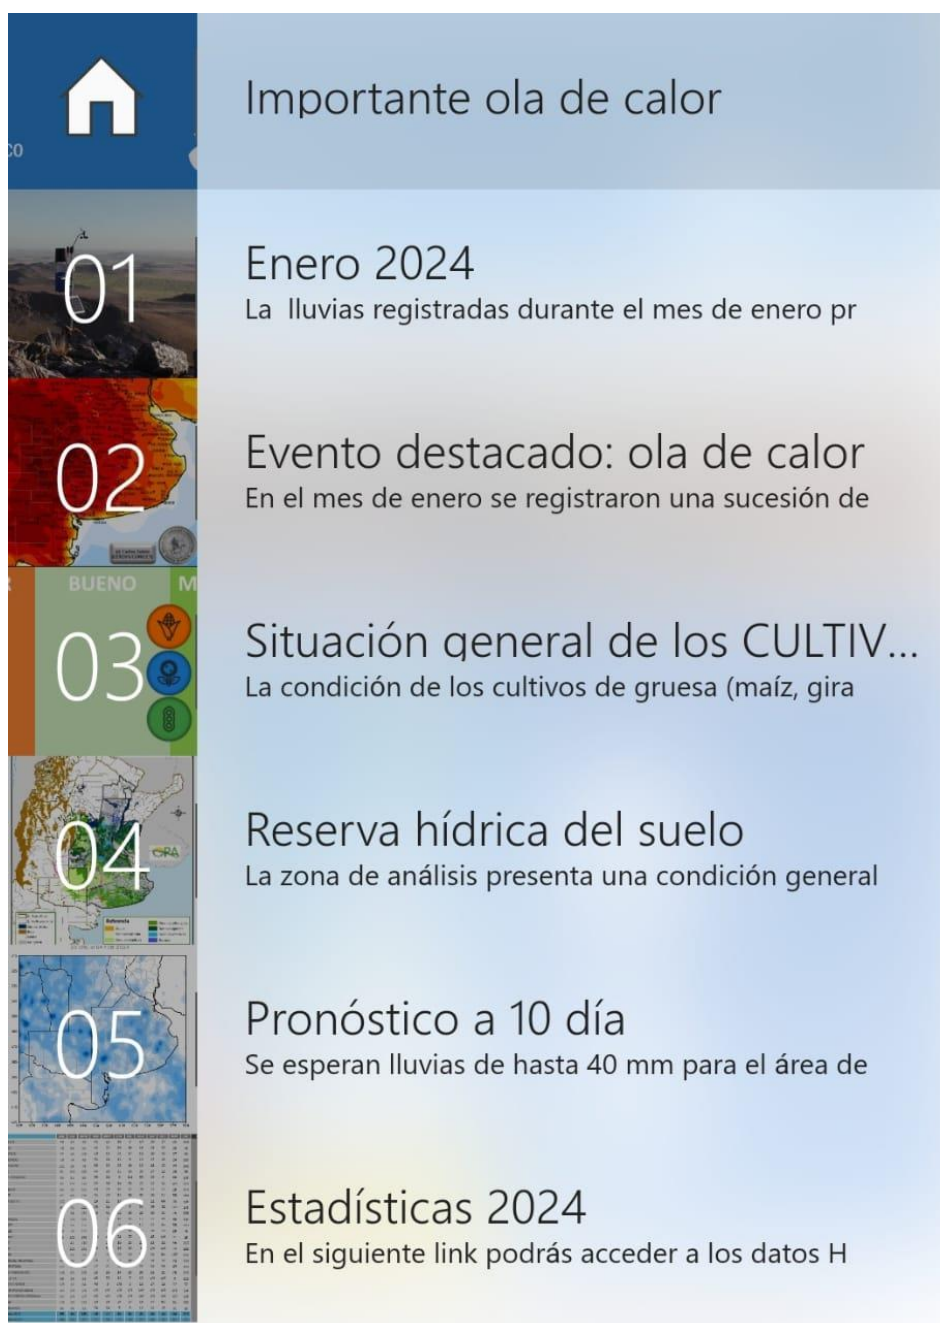 Importante ola de calor
CO
01
Enero 2024
La  lluvias registradas durante el mes de enero pr
02
Evento destacado: ola de calor
En el mes de enero se registraron una sucesión de
BUENO
M
03
Situación general de los CULTIV...
La condición de los cultivos de gruesa (maíz, gira
04
Reserva hídrica del suelo
La zona de análisis presenta una condición general
Referencia
05
Pronóstico a 10 día
Se esperan lluvias de hasta 40 mm para el área de
06
Estadísticas 2024
En el siguiente link podrás acceder a los datos H